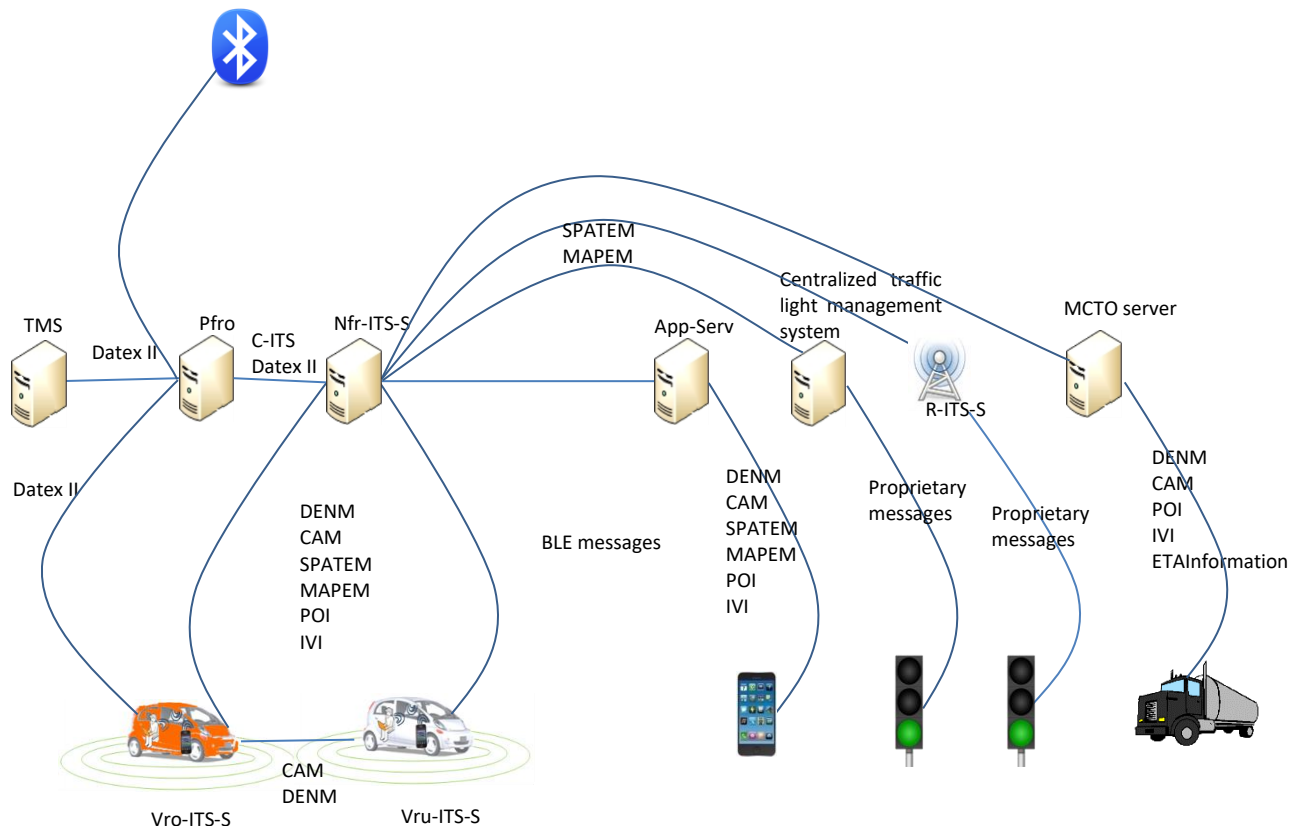 SPATEM
MAPEM
Centralized traffic
light management
system
TMS
Pfro
Nfr-ITS-S
App-Serv
MCTO server
Datex II
C-ITS
Datex II
R-ITS-S
Datex II
DENM
CAM
SPATEM
MAPEM
POI
IVI
BLE messages
DENM
CAM
SPATEM
MAPEM
POI
IVI
Proprietary
messages
Proprietary
messages
DENM
CAM
POI
IVI
ETAInformation
CAM
DENM
Vro-ITS-S
Vru-ITS-S